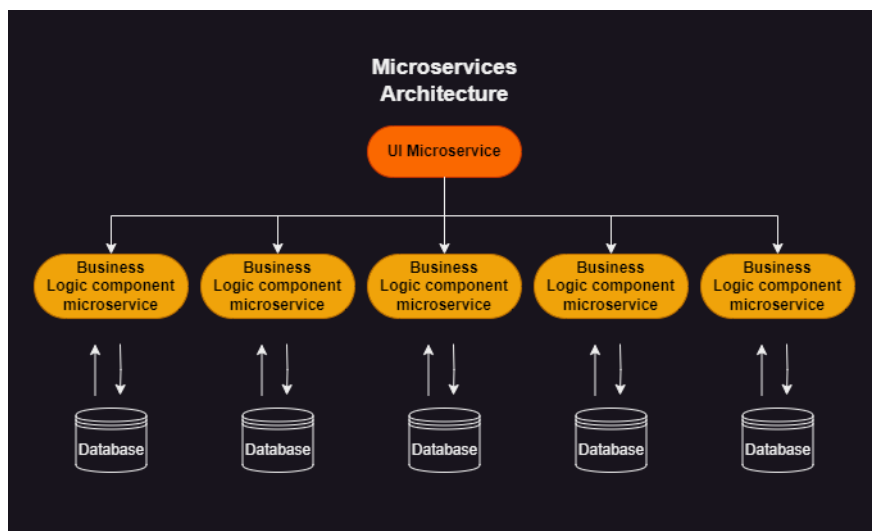 Microservices
Architecture
UI Microservice
Business
Logic component
microservice
Business
Logic component
microservice
Business
Logic component
microservice
Business
Logic component
microservice
Business
Logic component
microservice
Database
Database
Database
Database
Database